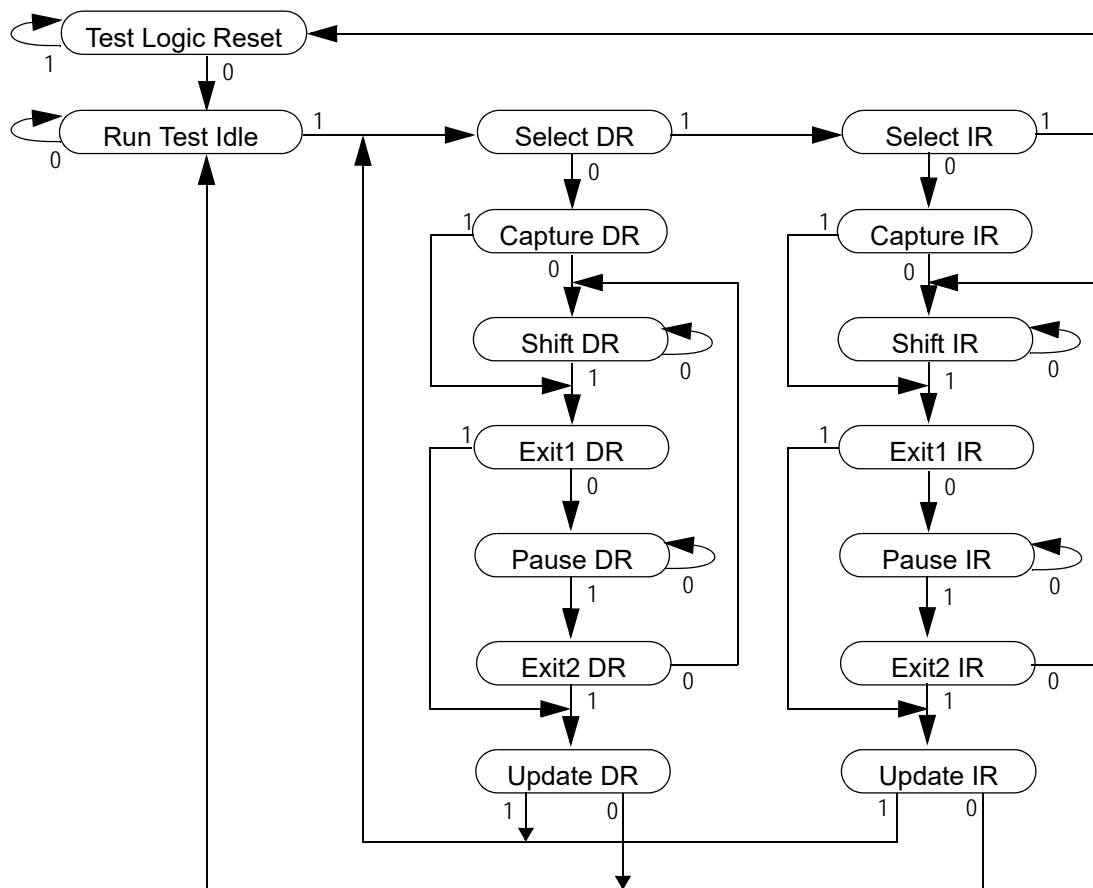 Test Logic Reset
1
0
Run Test Idle
1
0
Select DR
1
0
Select IR
1
0
1
Capture DR
0
1
Capture IR
0
Shift DR
0
1
Shift IR
0
1
1
Exit1 DR
0
1
Exit1 IR
0
Pause DR
0
1
Pause IR
0
1
Exit2 DR
0
1
Exit2 IR
0
1
Update DR
1
0
Update IR
1
0